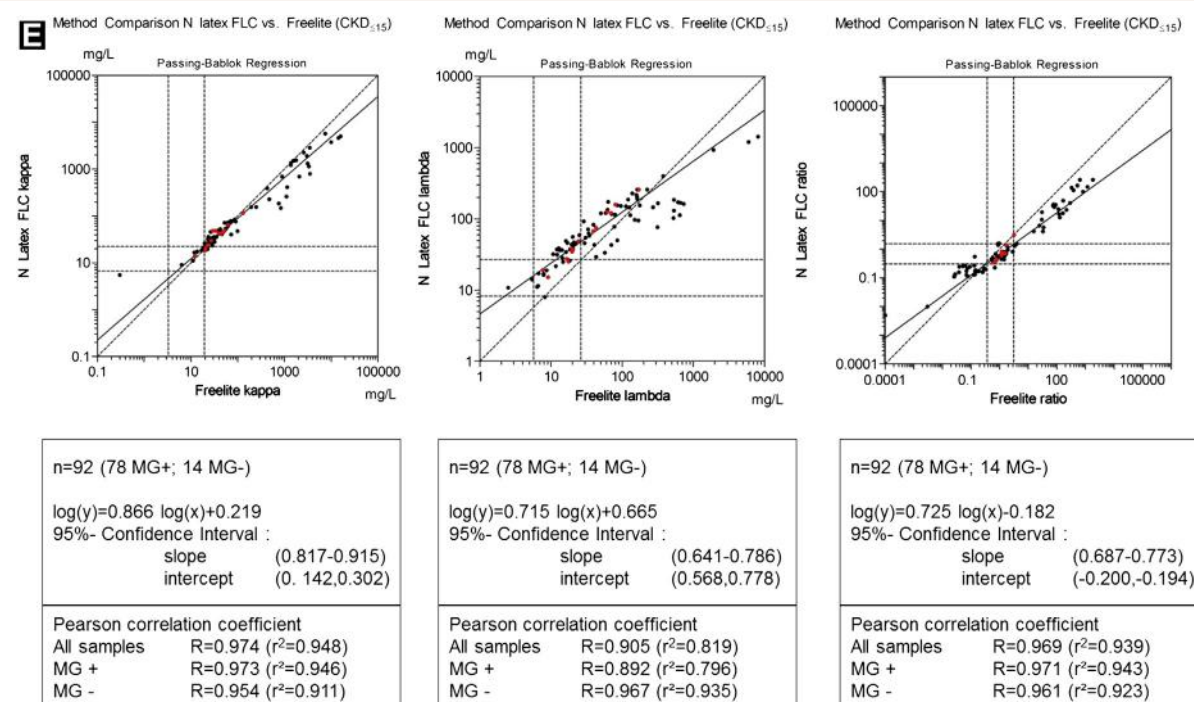 E
Method Comparison N latex FLC vs. Freelite (CKD≤15)
mg/L
Passing-Bablok Regression
100000
1000
10
0.1
N Latex FLC kappa
0.1
10
1000
100000
Freelite kappa
mg/L
n=92 (78 MG+; 14 MG-)
log(y)=0.866 log(x)+0.219
95%- Confidence Interval :
slope (0.817-0.915)
intercept (0. 142,0.302)
Pearson correlation coefficient
All samples R=0.974 (r²=0.948)
MG + R=0.973 (r²=0.946)
MG - R=0.954 (r²=0.911)
Method Comparison N latex FLC vs. Freelite (CKD≤15)
mg/L
Passing-Bablok Regression
10000
1000
100
10
1
N Latex FLC lambda
1
10
100
1000
10000
Freelite lambda
mg/L
n=92 (78 MG+; 14 MG-)
log(y)=0.715 log(x)+0.665
95%- Confidence Interval :
slope (0.641-0.786)
intercept (0.568,0.778)
Pearson correlation coefficient
All samples R=0.905 (r²=0.819)
MG + R=0.892 (r²=0.796)
MG - R=0.967 (r²=0.935)
Method Comparison N latex FLC vs. Freelite (CKD≤15)
Passing-Bablok Regression
100000
100
0.1
0.0001
N Latex FLC ratio
0.0001
0.1
100
100000
Freelite ratio
n=92 (78 MG+; 14 MG-)
log(y)=0.725 log(x)-0.182
95%- Confidence Interval :
slope (0.687-0.773)
intercept (-0.200,-0.194)
Pearson correlation coefficient
All samples R=0.969 (r²=0.939)
MG + R=0.971 (r²=0.943)
MG - R=0.961 (r²=0.923)